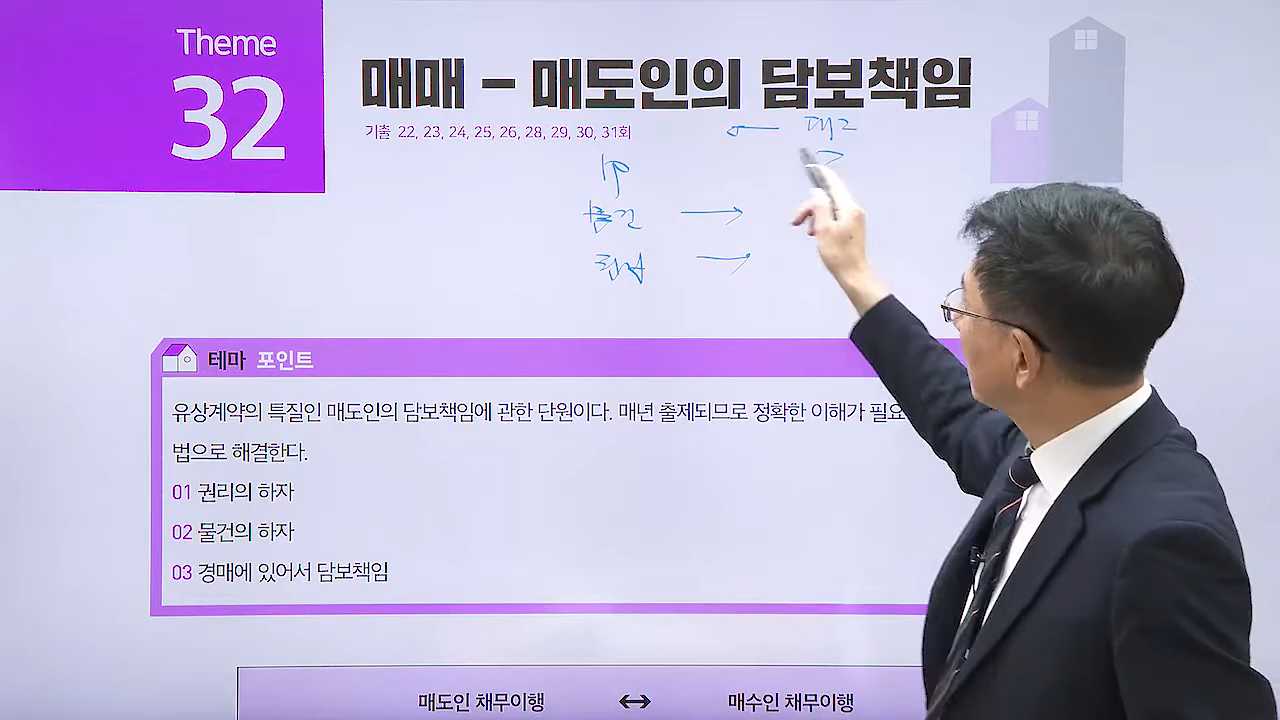 Theme
32
매매 – 매도인의 담보책임
기출 22, 23, 24, 25, 26, 28, 29, 30, 31회
물건
테마 포인트
유상계약의 특질인 매도인의 담보책임에 관한 단원이다. 매년 출제되므로 정확한 이해가 필요
법으로 해결한다.
01 권리의 하자
02 물건의 하자
03 경매에 있어서 담보책임
매도인 채무이행 ↔ 매수인 채무이행